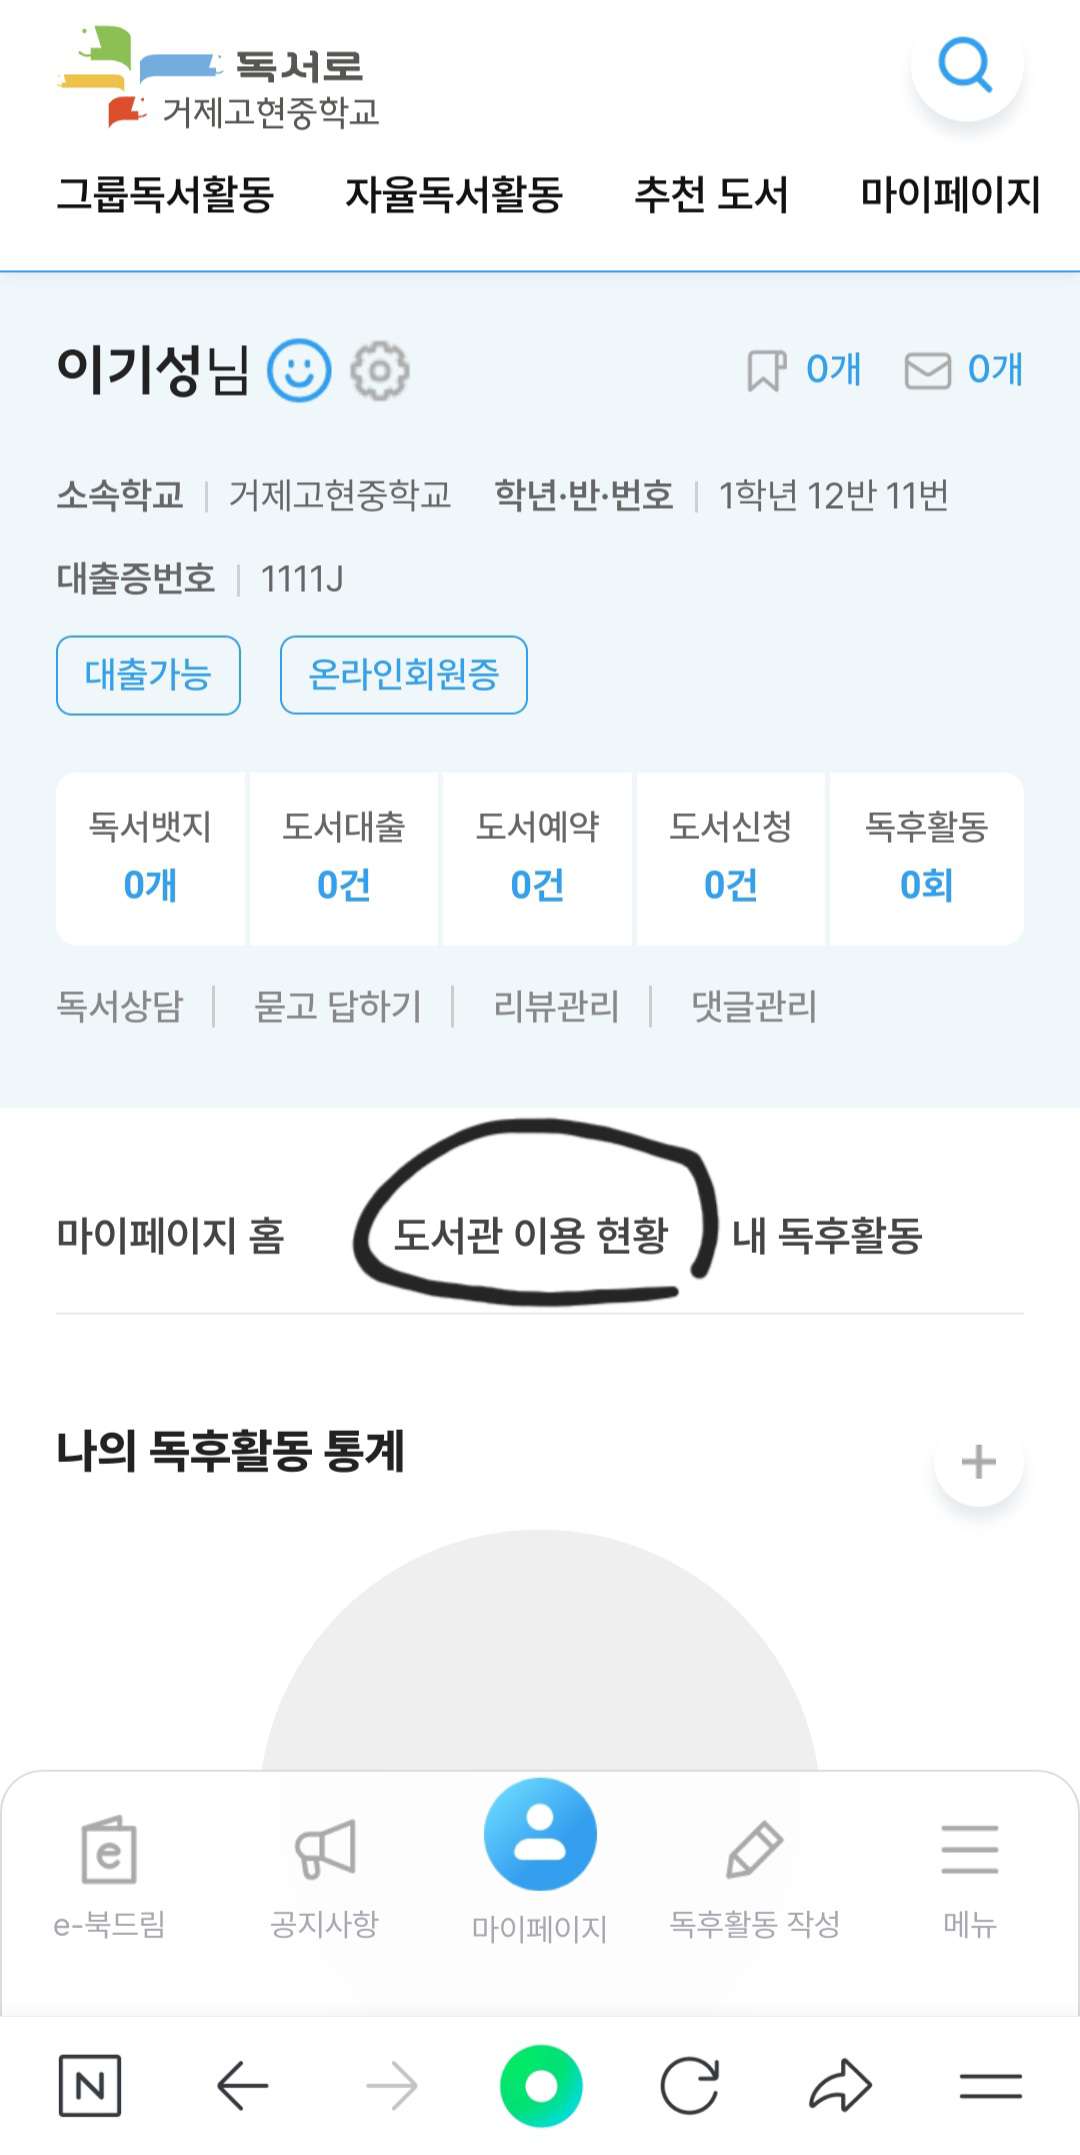 독서로
거제고현중학교
그룹독서활동 자율독서활동 추천 도서 마이페이지
이기성님 0개 0개
소속학교 거제고현중학교 학년·반·번호 1학년 12반 11번
대출증번호 1111J
대출가능 온라인회원증
독서뱃지 도서대출 도서예약 도서신청 독후활동
0개 0건 0건 0건 0회
독서상담 묻고 답하기 리뷰관리 댓글관리
마이페이지 홈 도서관 이용 현황 내 독후활동
나의 독후활동 통계
e
e-북드림 공지사항 마이페이지 독후활동 작성 메뉴
N